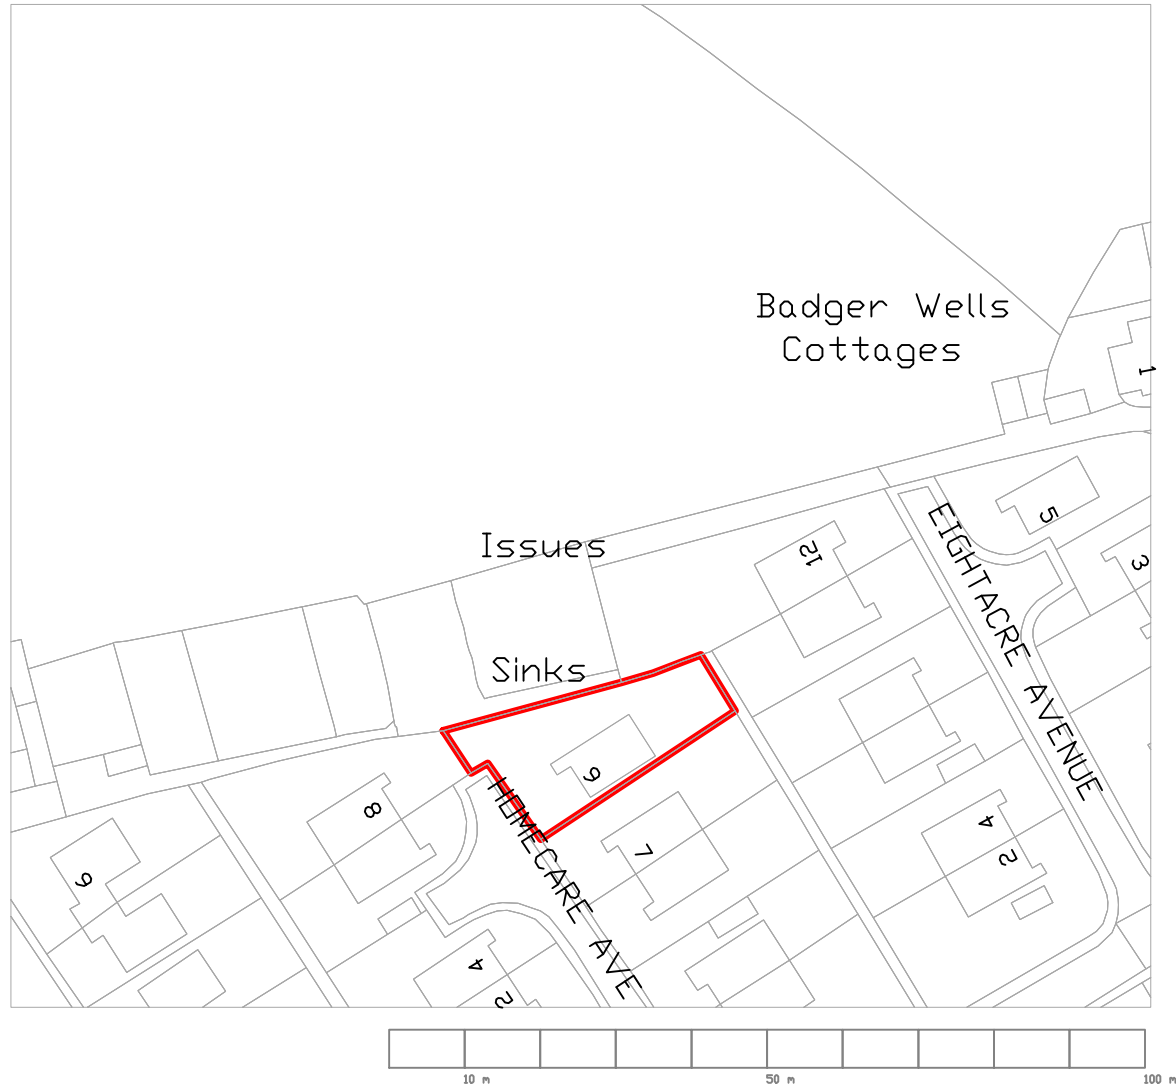 Badger Wells
Cottages
1
5
3
EIGHTACRE AVENUE
Issues
12
Sinks
9
HOMECARE AVE
8
7
4
2
9
4
2
10 m
50 m
100 m